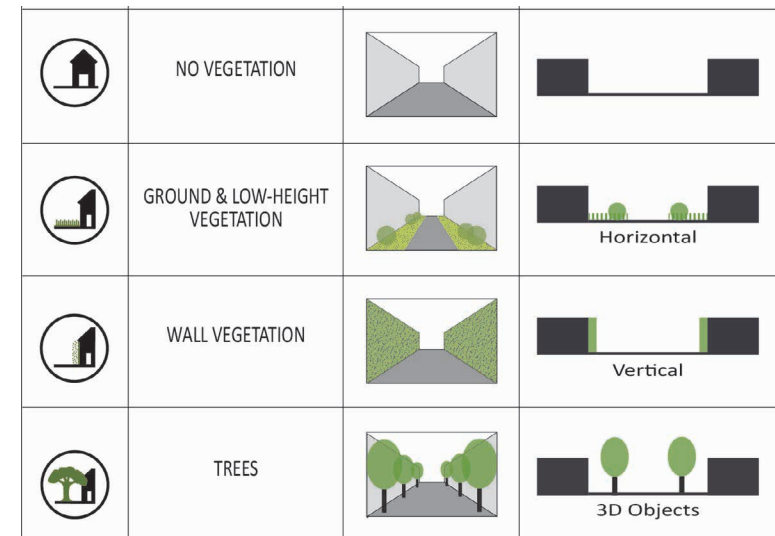 NO VEGETATION
GROUND & LOW-HEIGHT
VEGETATION
Horizontal
WALL VEGETATION
Vertical
TREES
3D Objects